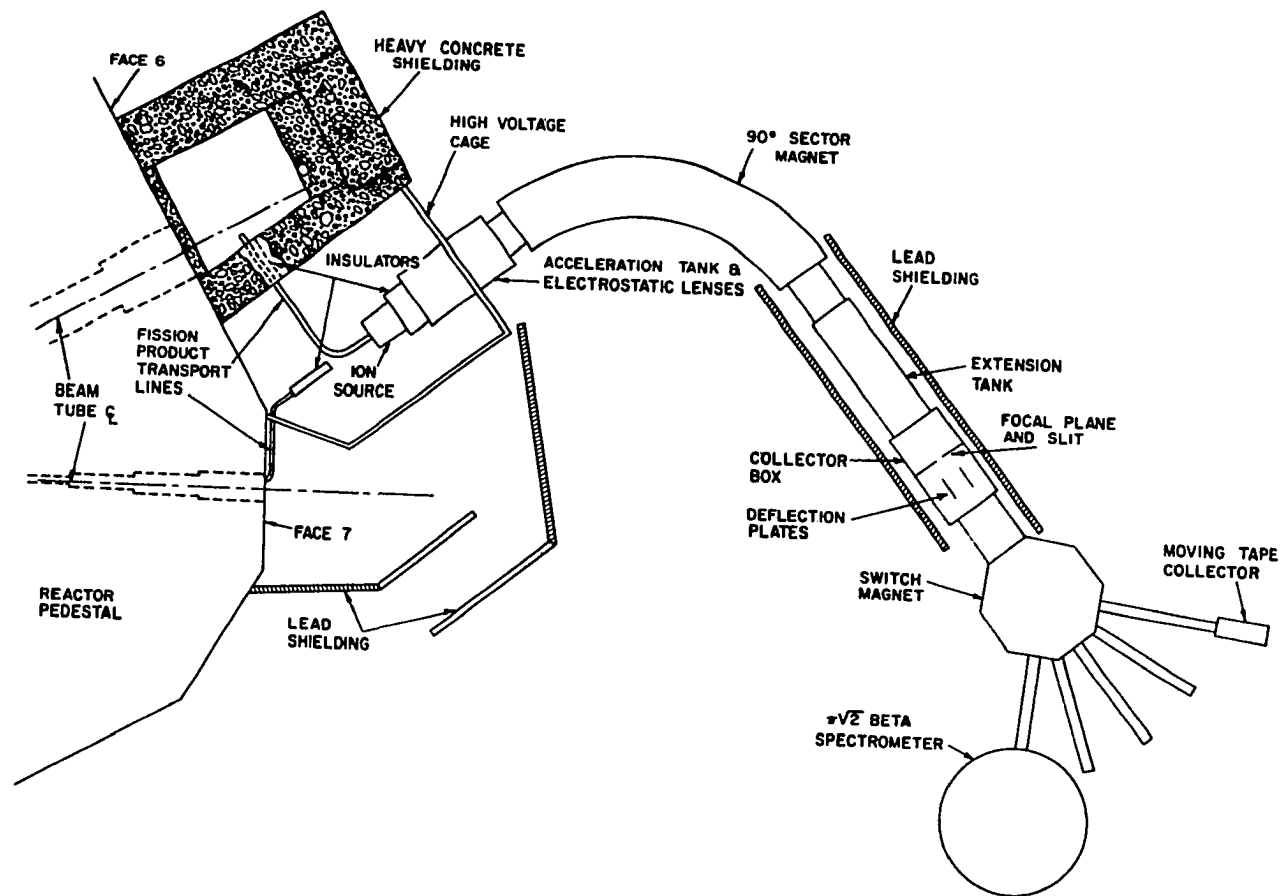 FACE 6
HEAVY CONCRETE
SHIELDING
HIGH VOLTAGE
CAGE
90° SECTOR
MAGNET
INSULATORS
ACCELERATION TANK &
ELECTROSTATIC LENSES
LEAD
SHIELDING
FISSION
PRODUCT
TRANSPORT
LINES
ION
SOURCE
EXTENSION
TANK
BEAM
TUBE ℄
FOCAL PLANE
AND SLIT
COLLECTOR
BOX
DEFLECTION
PLATES
FACE 7
MOVING TAPE
COLLECTOR
SWITCH
MAGNET
REACTOR
PEDESTAL
LEAD
SHIELDING
π√2 BETA
SPECTROMETER